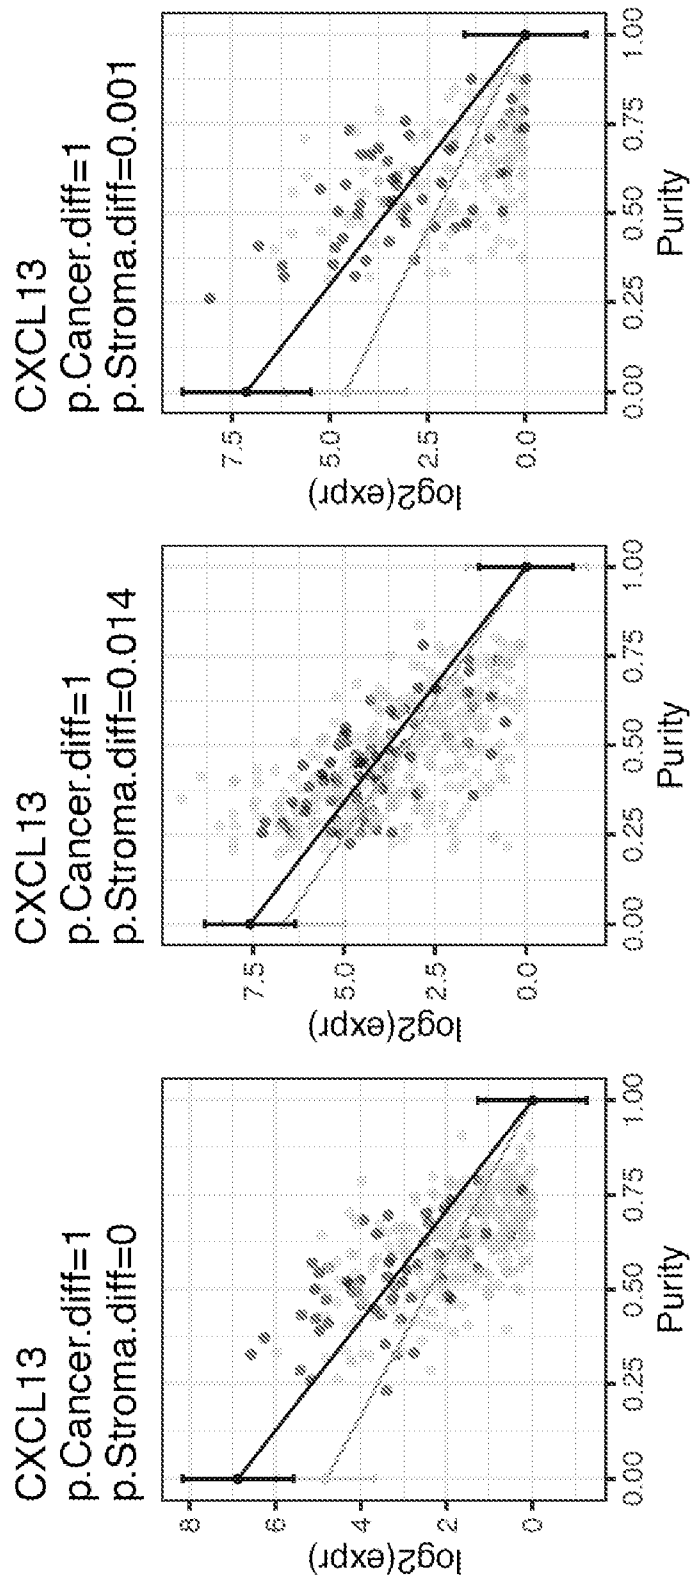 CXCL13
p.Cancer.diff=1
p.Stroma.diff=0
log2(expr)
8
6
4
2
0
0.00
0.25
0.50
0.75
1.00
Purity
CXCL13
p.Cancer.diff=1
p.Stroma.diff=0.014
log2(expr)
7.5
5.0
2.5
0.0
0.00
0.25
0.50
0.75
1.00
Purity
CXCL13
p.Cancer.diff=1
p.Stroma.diff=0.001
log2(expr)
7.5
5.0
2.5
0.0
0.00
0.25
0.50
0.75
1.00
Purity